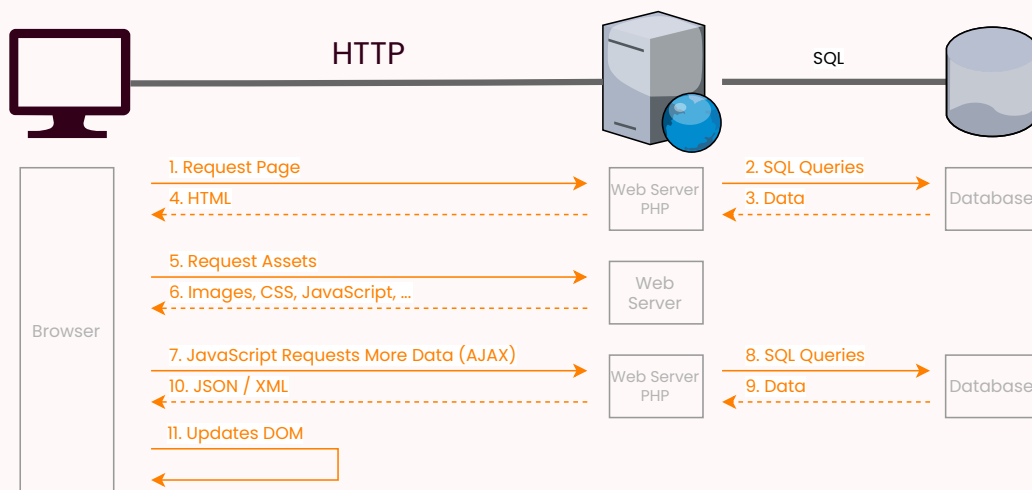 HTTP
SQL
1. Request Page
2. SQL Queries
4. HTML
Web Server
PHP
3. Data
Database
5. Request Assets
6. Images, CSS, JavaScript, ...
Web
Server
Browser
7. JavaScript Requests More Data (AJAX)
8. SQL Queries
10. JSON / XML
Web Server
PHP
9. Data
Database
11. Updates DOM